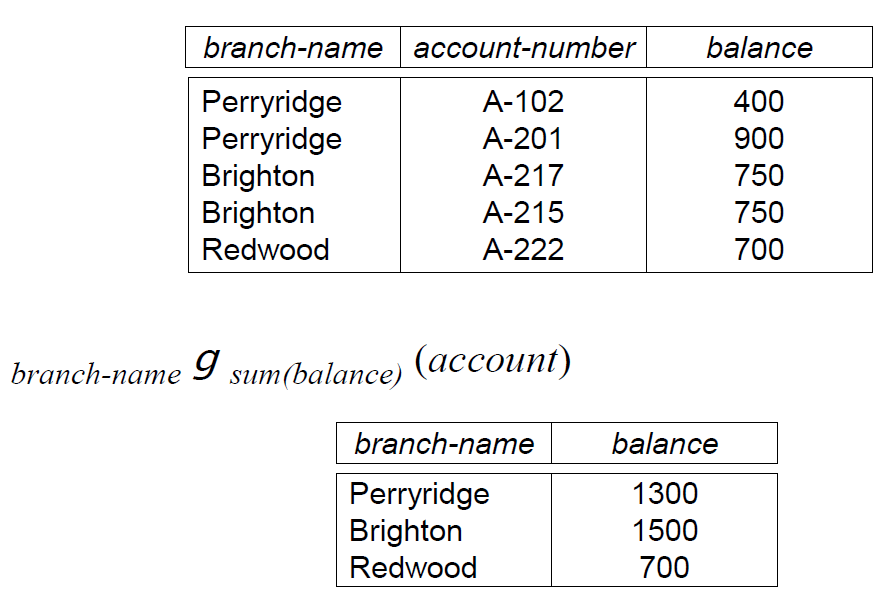 branch-name account-number balance
Perryridge A-102 400
Perryridge A-201 900
Brighton A-217 750
Brighton A-215 750
Redwood A-222 700
branch-name g sum(balance) (account)
branch-name balance
Perryridge 1300
Brighton 1500
Redwood 700